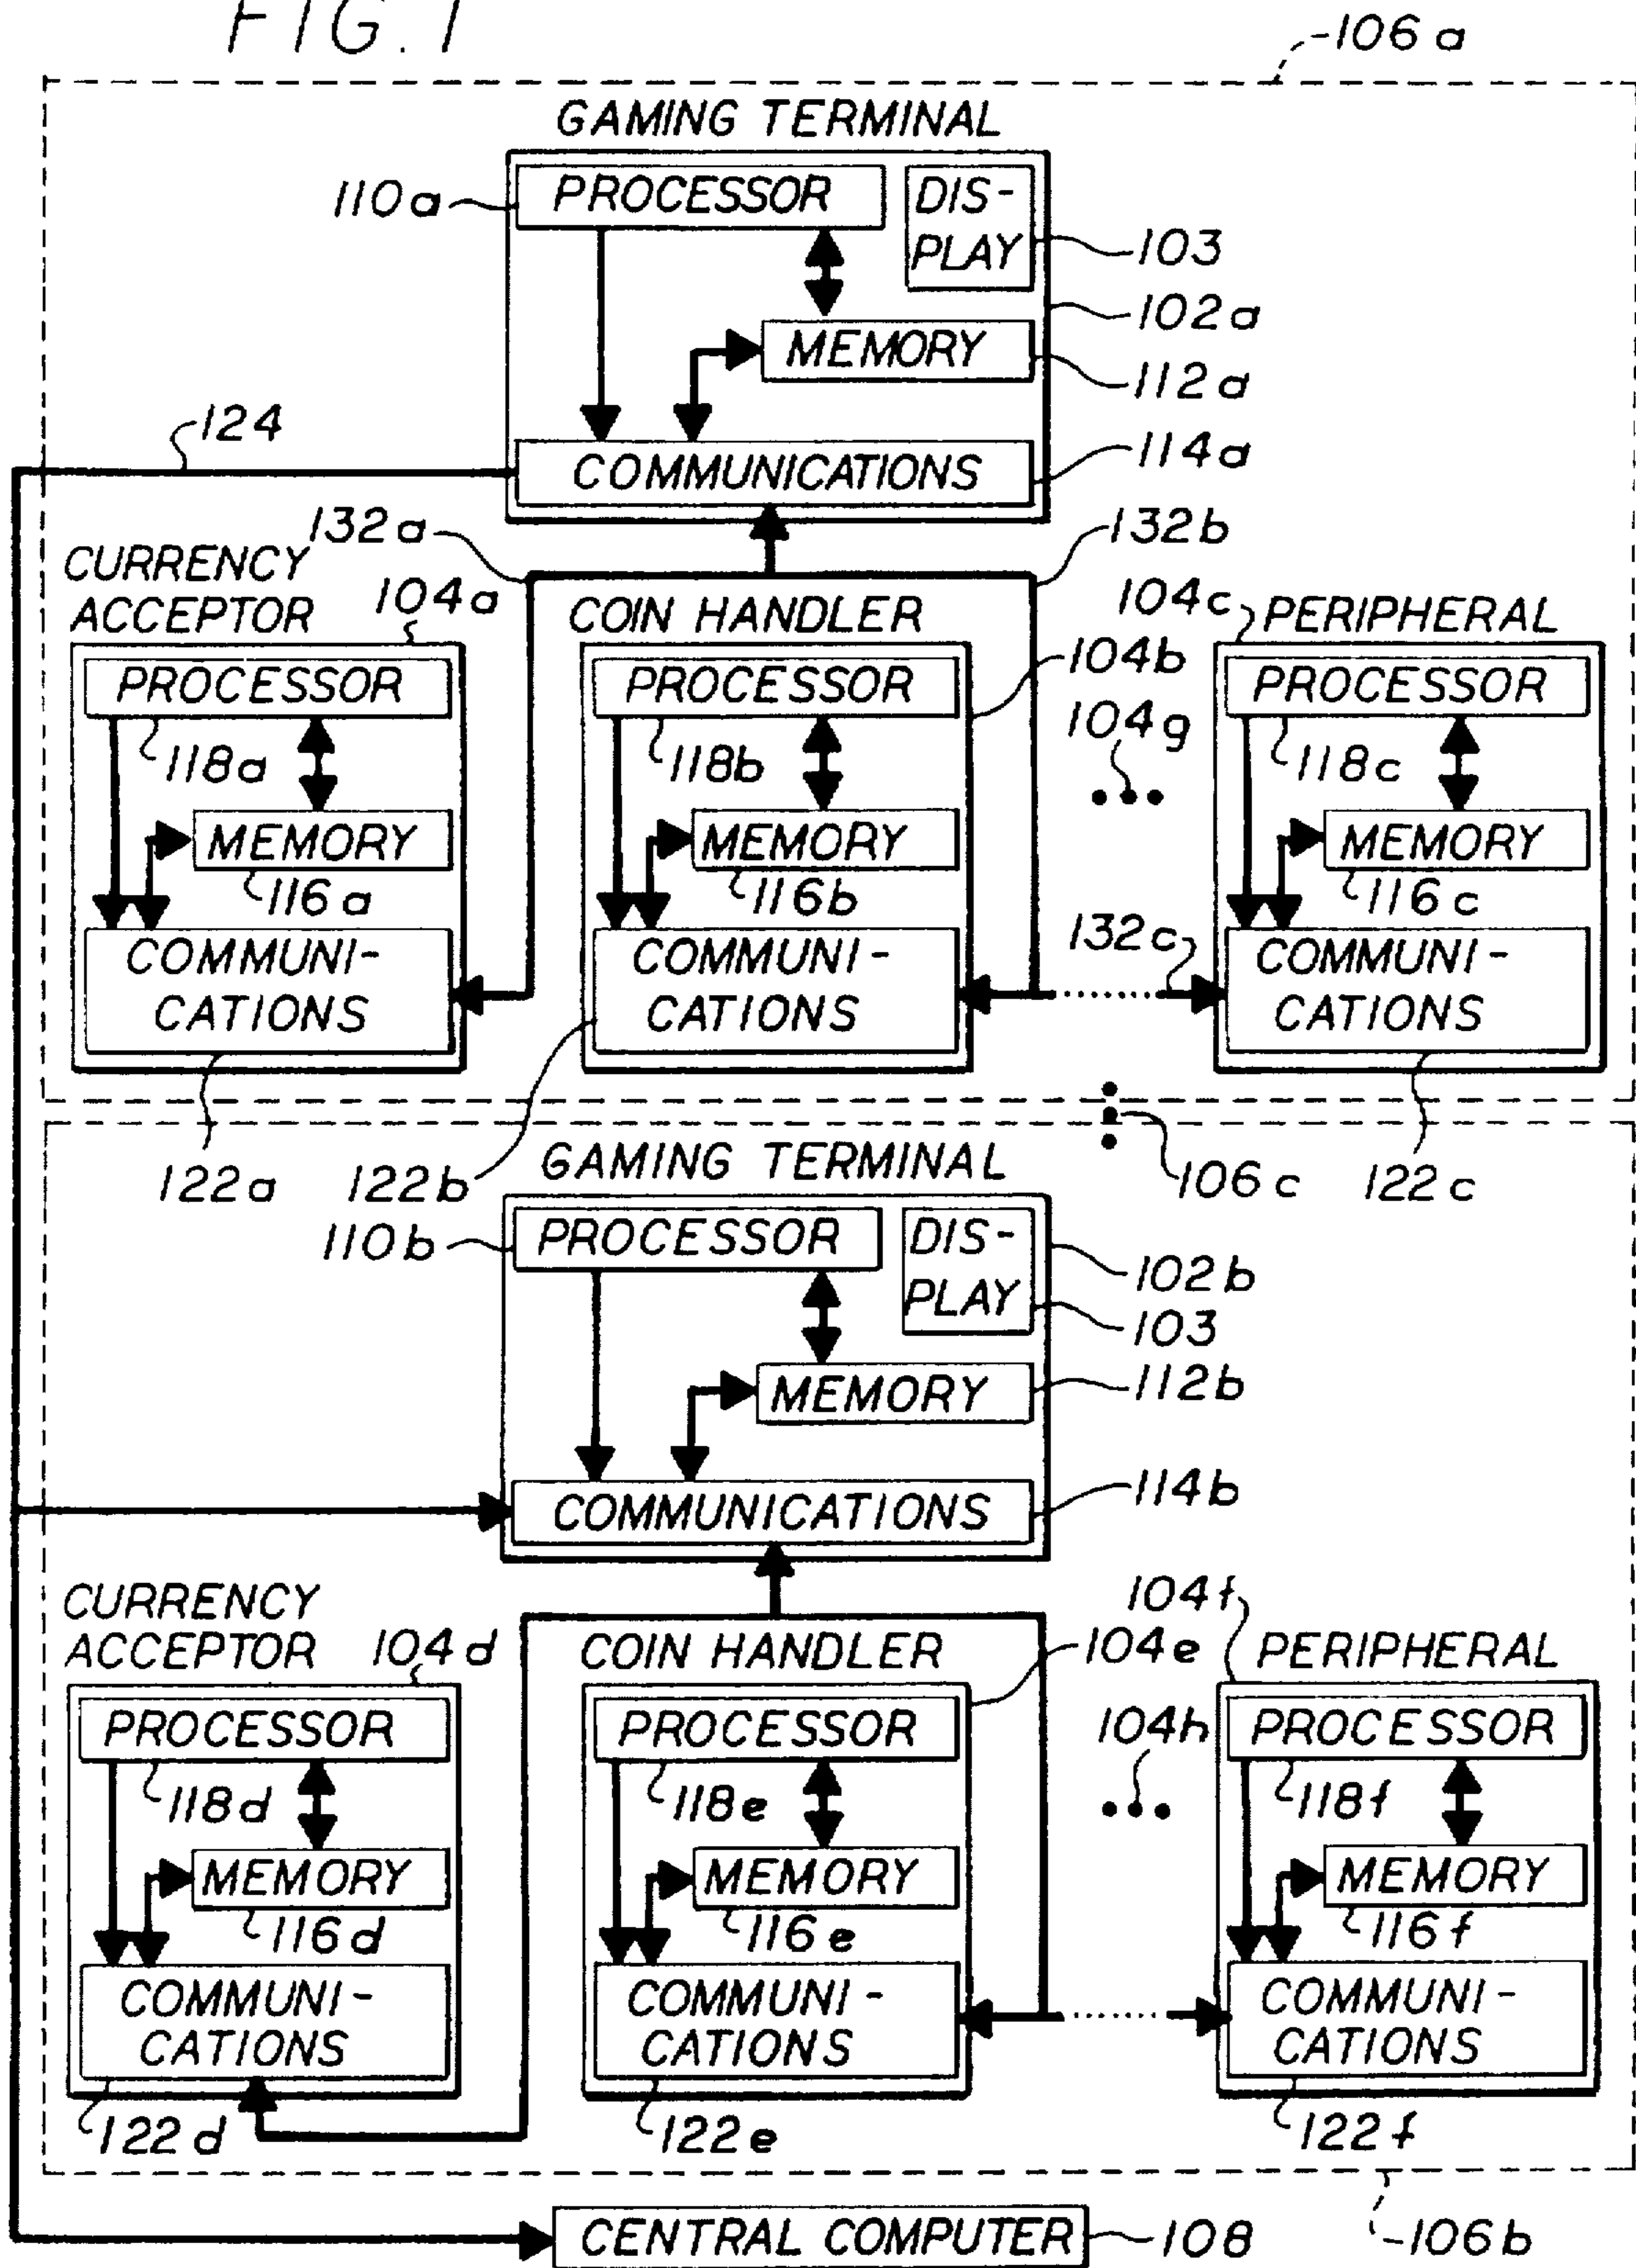 FIG. 1
106a
GAMING TERMINAL
110a
PROCESSOR
DIS-
PLAY
103
102a
MEMORY
112a
124
COMMUNICATIONS
114a
132a
132b
CURRENCY
ACCEPTOR
104a
COIN HANDLER
104c
PERIPHERAL
PROCESSOR
PROCESSOR
104b
PROCESSOR
118a
118b
104g
118c
MEMORY
MEMORY
MEMORY
116a
116b
116c
132c
COMMUNI-
CATIONS
COMMUNI-
CATIONS
COMMUNI-
CATIONS
122a
122b
106c
122c
GAMING TERMINAL
110b
PROCESSOR
DIS-
PLAY
102b
103
MEMORY
112b
COMMUNICATIONS
114b
CURRENCY
ACCEPTOR
104d
COIN HANDLER
104e
104f
PERIPHERAL
PROCESSOR
PROCESSOR
PROCESSOR
118d
118e
104h
118f
MEMORY
MEMORY
MEMORY
116d
116e
116f
COMMUNI-
CATIONS
COMMUNI-
CATIONS
COMMUNI-
CATIONS
122d
122e
122f
CENTRAL COMPUTER
108
106b